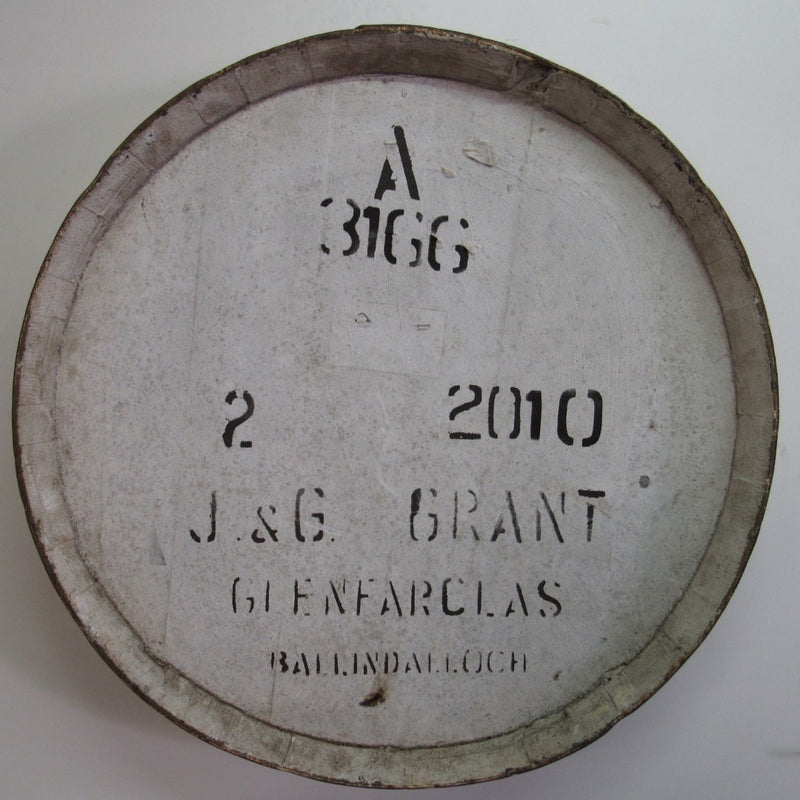 A
3166
2 2010
J.&G. GRANT
GLENFARCLAS
BALLINDALLOCH